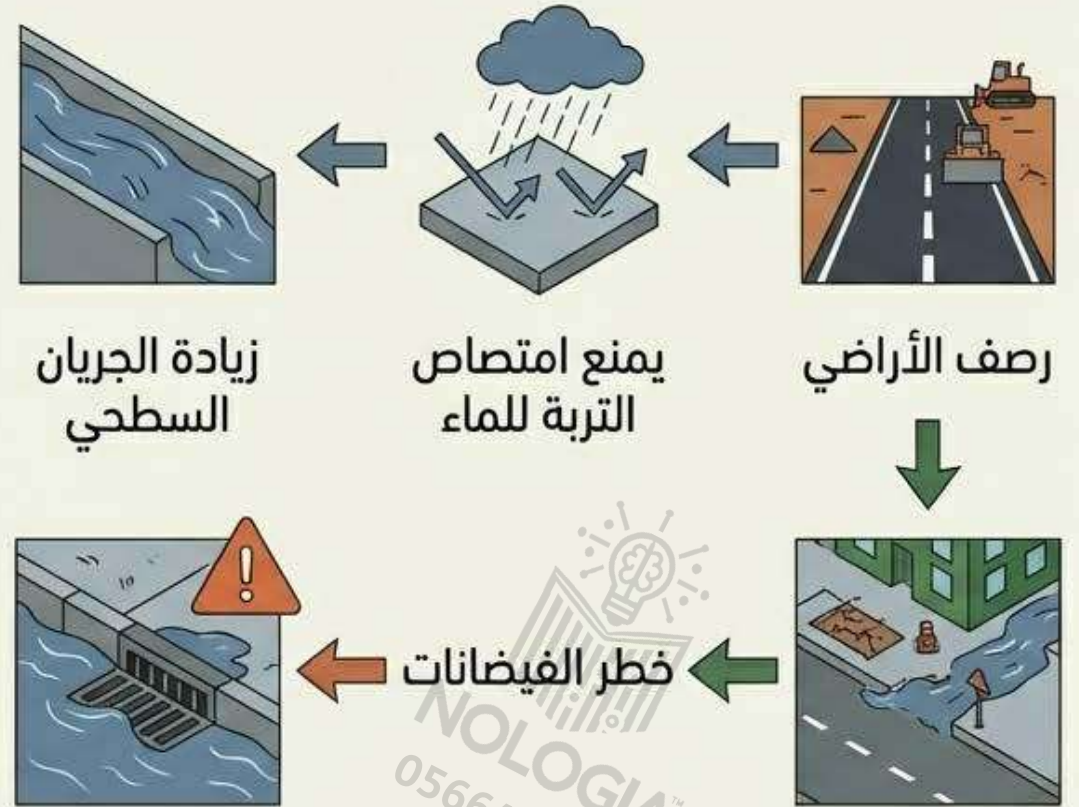 رصف الأراضي
يمنع امتصاص
التربة للماء
زيادة الجريان
السطحي
خطر الفيضانات
NOLOGIA